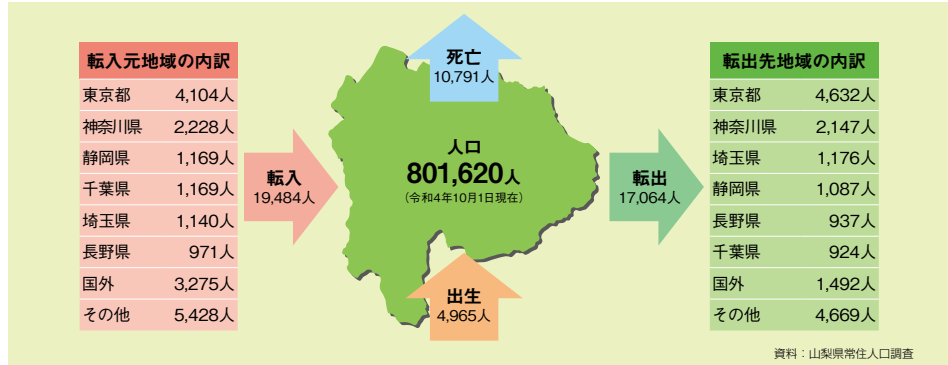 転入元地域の内訳
東京都 4,104人
神奈川県 2,228人
静岡県 1,169人
千葉県 1,169人
埼玉県 1,140人
長野県 971人
国外 3,275人
その他 5,428人
転入
19,484人
死亡
10,791人
人口
801,620人
(令和4年10月1日現在)
出生
4,965人
転出
17,064人
転出先地域の内訳
東京都 4,632人
神奈川県 2,147人
埼玉県 1,176人
静岡県 1,087人
長野県 937人
千葉県 924人
国外 1,492人
その他 4,669人
資料：山梨県常住人口調査